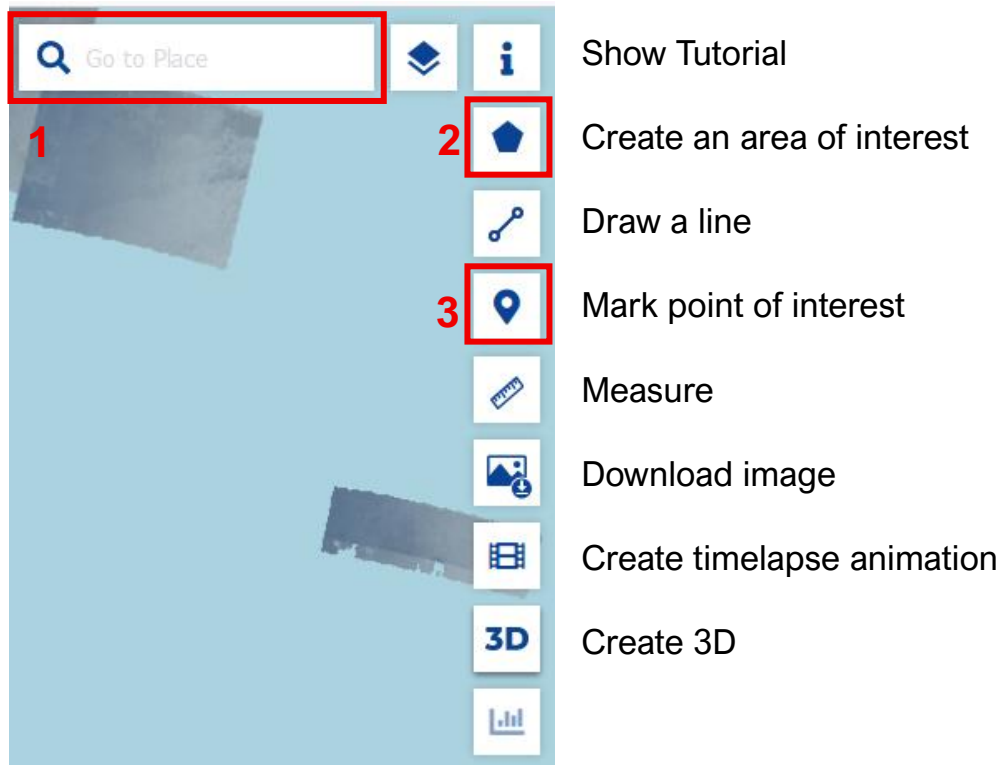 Go to Place
i
Show Tutorial
1
2
Create an area of interest
Draw a line
3
Mark point of interest
Measure
Download image
Create timelapse animation
3D
Create 3D